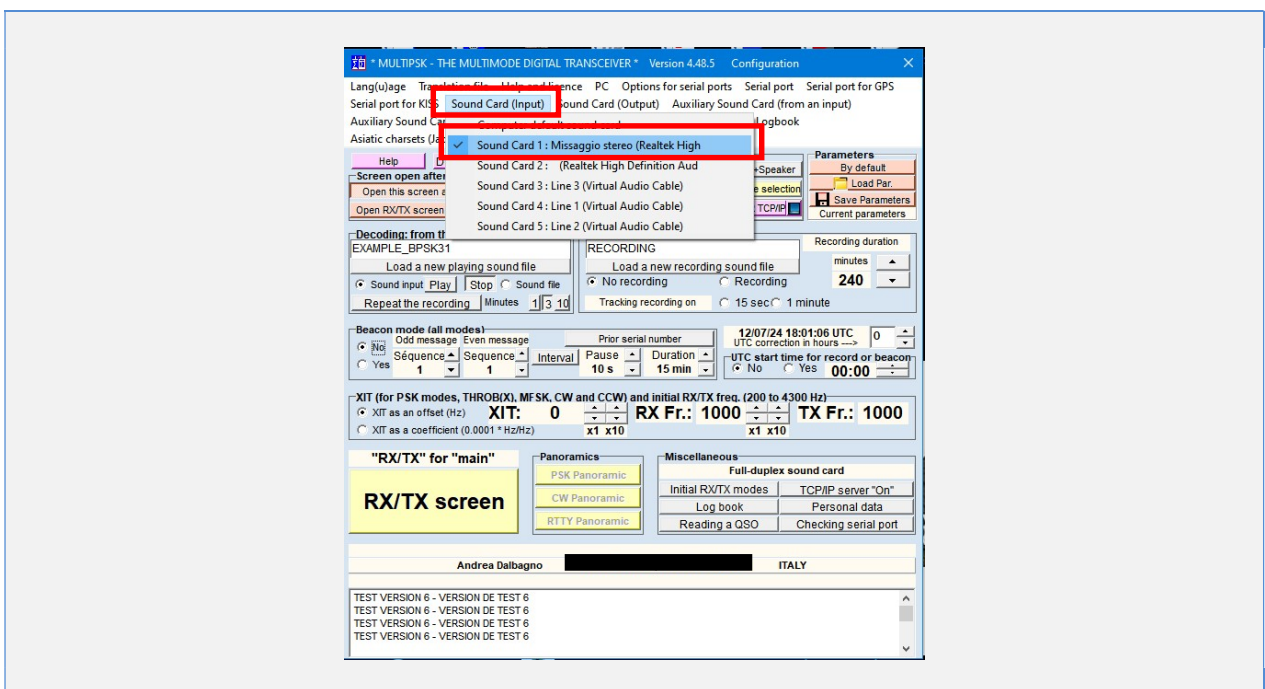 * MULTIPSK - THE MULTIMODE DIGITAL TRANSCEIVER * Version 4.48.5 Configuration
Lang(u)age Translation file Help and licence PC Options for serial ports Serial port Serial port for GPS
Serial port for KISS Sound Card (Input) Sound Card (Output) Auxiliary Sound Card (from an input)
Auxiliary Sound Logbook
Asiatic charsets
Computer default sound card
Sound Card 1 : Missaggio stereo (Realtek High
Sound Card 2 : (Realtek High Definition Aud
Sound Card 3 : Line 3 (Virtual Audio Cable)
Sound Card 4 : Line 1 (Virtual Audio Cable)
Sound Card 5 : Line 2 (Virtual Audio Cable)
Help
Screen open after
Open this screen
Open RX/TX screen
+Speaker
selection
TCP/IP
Parameters
By default
Load Par.
Save Parameters
Current parameters
Decoding: from
EXAMPLE_BPSK31
Load a new playing sound file
Sound input Play Stop Sound file
Repeat the recording Minutes 1 3 10
RECORDING
Load a new recording sound file
No recording Recording
Tracking recording on 15 sec 1 minute
Recording duration
minutes
240
Beacon mode (all modes)
No
Yes
Odd message Even message
Séquence Sequence
1 1
Interval
Prior serial number
Pause Duration
10 s 15 min
12/07/24 18:01:06 UTC
UTC correction in hours ---->
0
UTC start time for record or beacon
No Yes 00:00
XIT (for PSK modes, THROB(X), MFSK, CW and CCW) and initial RX/TX freq. (200 to 4300 Hz)
XIT as an offset (Hz) XIT: 0 RX Fr.: 1000 TX Fr.: 1000
XIT as a coefficient (0.0001 * Hz/Hz) x1 x10 x1 x10
"RX/TX" for "main"
RX/TX screen
Panoramics
PSK Panoramic
CW Panoramic
RTTY Panoramic
Miscellaneous
Full-duplex sound card
Initial RX/TX modes TCP/IP server "On"
Log book Personal data
Reading a QSO Checking serial port
Andrea Dalbagno ITALY
TEST VERSION 6 - VERSION DE TEST 6
TEST VERSION 6 - VERSION DE TEST 6
TEST VERSION 6 - VERSION DE TEST 6
TEST VERSION 6 - VERSION DE TEST 6